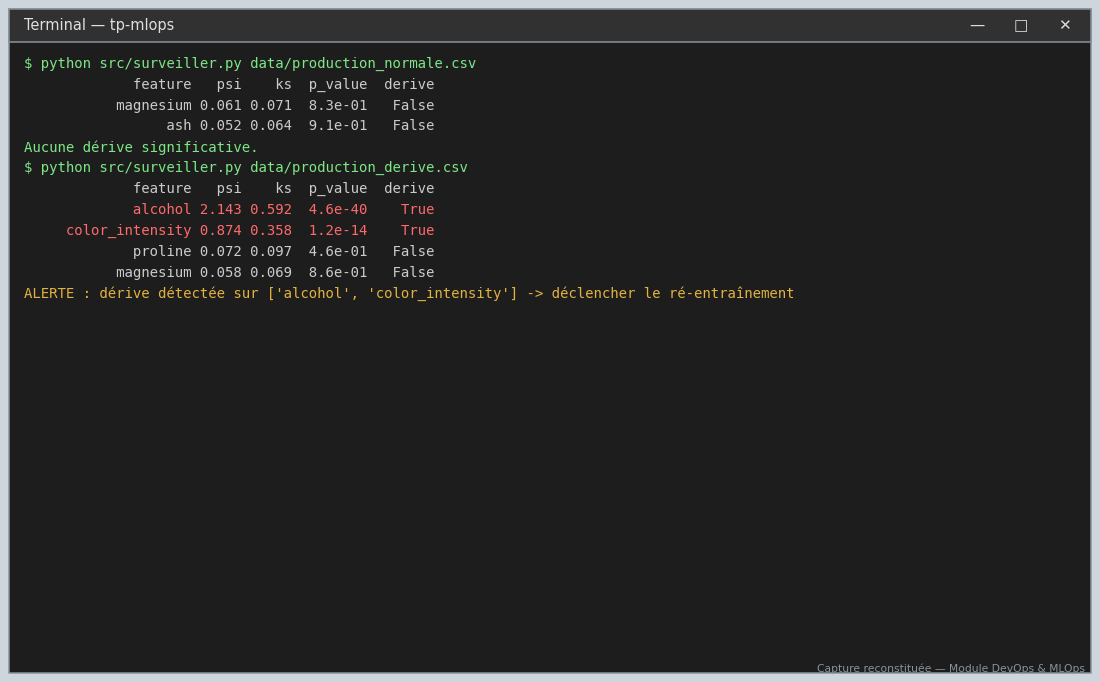 Terminal — tp-mlops — □ ✕
$ python src/surveiller.py data/production_normale.csv
feature psi ks p_value derive
magnesium 0.061 0.071 8.3e-01 False
ash 0.052 0.064 9.1e-01 False
Aucune dérive significative.
$ python src/surveiller.py data/production_derive.csv
feature psi ks p_value derive
alcohol 2.143 0.592 4.6e-40 True
color_intensity 0.874 0.358 1.2e-14 True
proline 0.072 0.097 4.6e-01 False
magnesium 0.058 0.069 8.6e-01 False
ALERTE : dérive détectée sur ['alcohol', 'color_intensity'] -> déclencher le ré-entraînement
Capture reconstituée — Module DevOps & MLOps